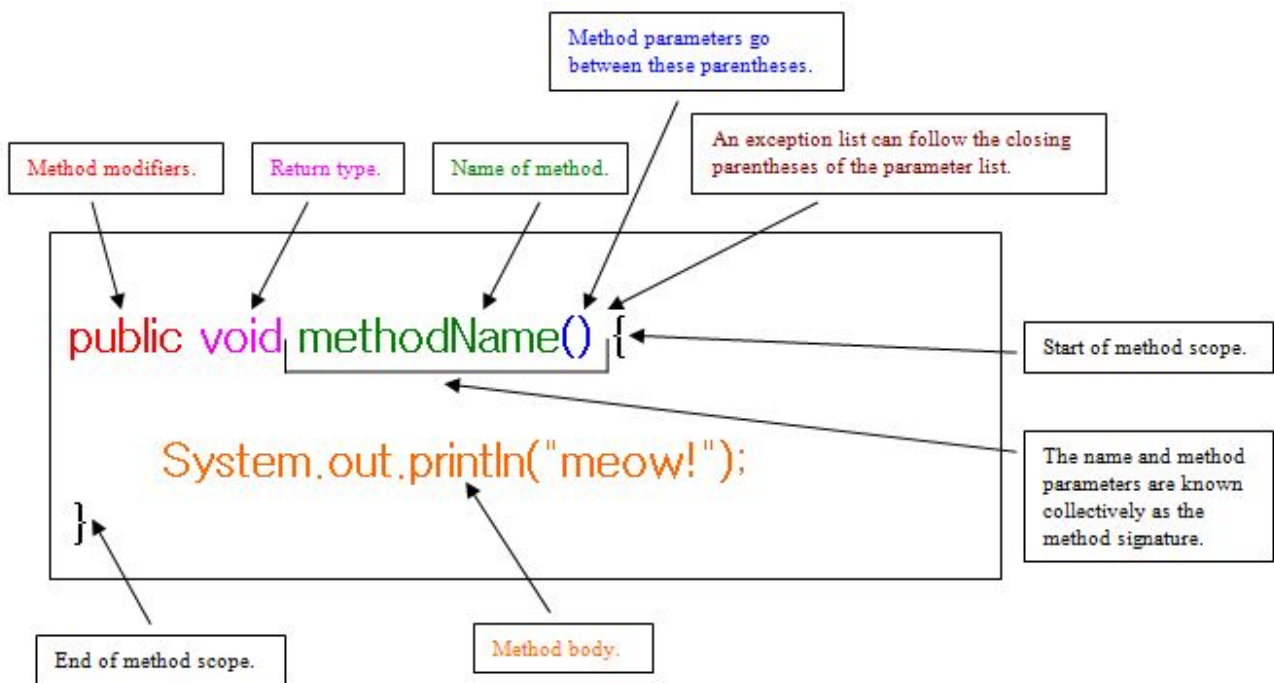 Method parameters go
between these parentheses.
An exception list can follow the closing
parentheses of the parameter list.
Method modifiers.
Return type.
Name of method.
public void methodName() {
Start of method scope.
System.out.println("meow!");
The name and method
parameters are known
collectively as the
method signature.
}
End of method scope.
Method body.